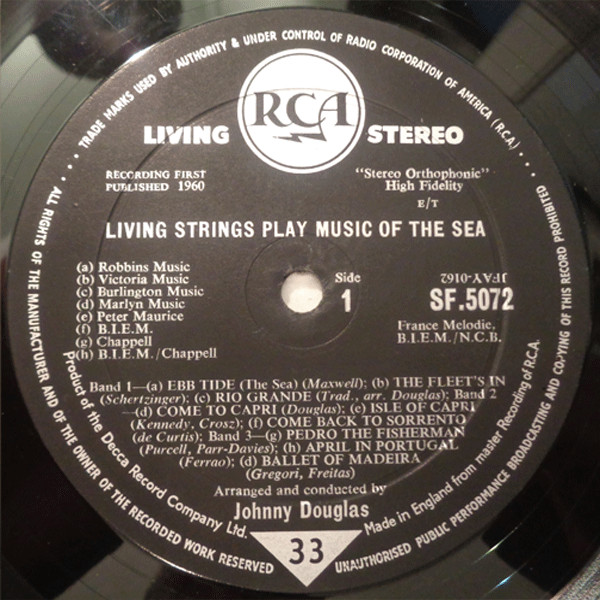 TRADE MARKS USED BY AUTHORITY & UNDER CONTROL OF RADIO CORPORATION OF AMERICA (R.C.A.)
RCA
LIVING STEREO
RECORDING FIRST
PUBLISHED 1960
"Stereo Orthophonic"
High Fidelity
E/T
LIVING STRINGS PLAY MUSIC OF THE SEA
(a) Robbins Music
(b) Victoria Music
(c) Burlington Music
(d) Marlyn Music
(e) Peter Maurice
(f) B.I.E.M.
(g) Chappell
(h) B.I.E.M./Chappell
Side
1
JFAY-0162
SF.5072
France Melodie,
B.I.E.M./N.C.B.
Band 1—(a) EBB TIDE (The Sea) (Maxwell); (b) THE FLEET'S IN
(Schertzinger); (c) RIO GRANDE (Trad., arr. Douglas); Band 2
—(d) COME TO CAPRI (Douglas); (e) ISLE OF CAPRI
(Kennedy, Crosz); (f) COME BACK TO SORRENTO
(de Curtis); Band 3—(g) PEDRO THE FISHERMAN
(Purcell, Parr-Davies); (h) APRIL IN PORTUGAL
(Ferrao); (d) BALLET OF MADEIRA
(Gregori, Freitas)
Arranged and conducted by
Johnny Douglas
33
Product of the Decca Record Company Ltd.
Made in England from master Recording of R.C.A.
ALL RIGHTS OF THE MANUFACTURER AND OF THE OWNER OF THE RECORDED WORK RESERVED
UNAUTHORISED PUBLIC PERFORMANCE BROADCASTING AND COPYING OF THIS RECORD PROHIBITED